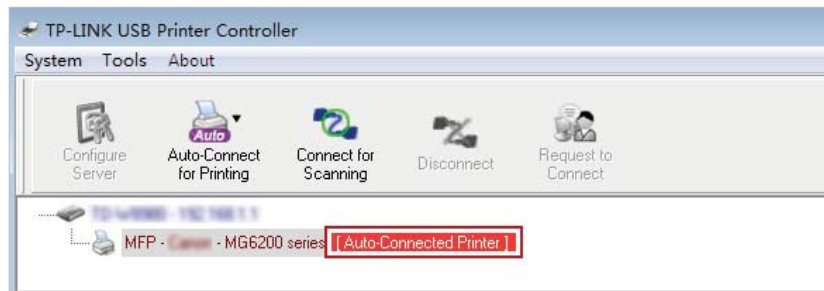 TP-LINK USB Printer Controller
System Tools About
Configure Server
Auto
Auto-Connect for Printing
Connect for Scanning
Disconnect
Request to Connect
MFP - - MG6200 series [ Auto-Connected Printer ]